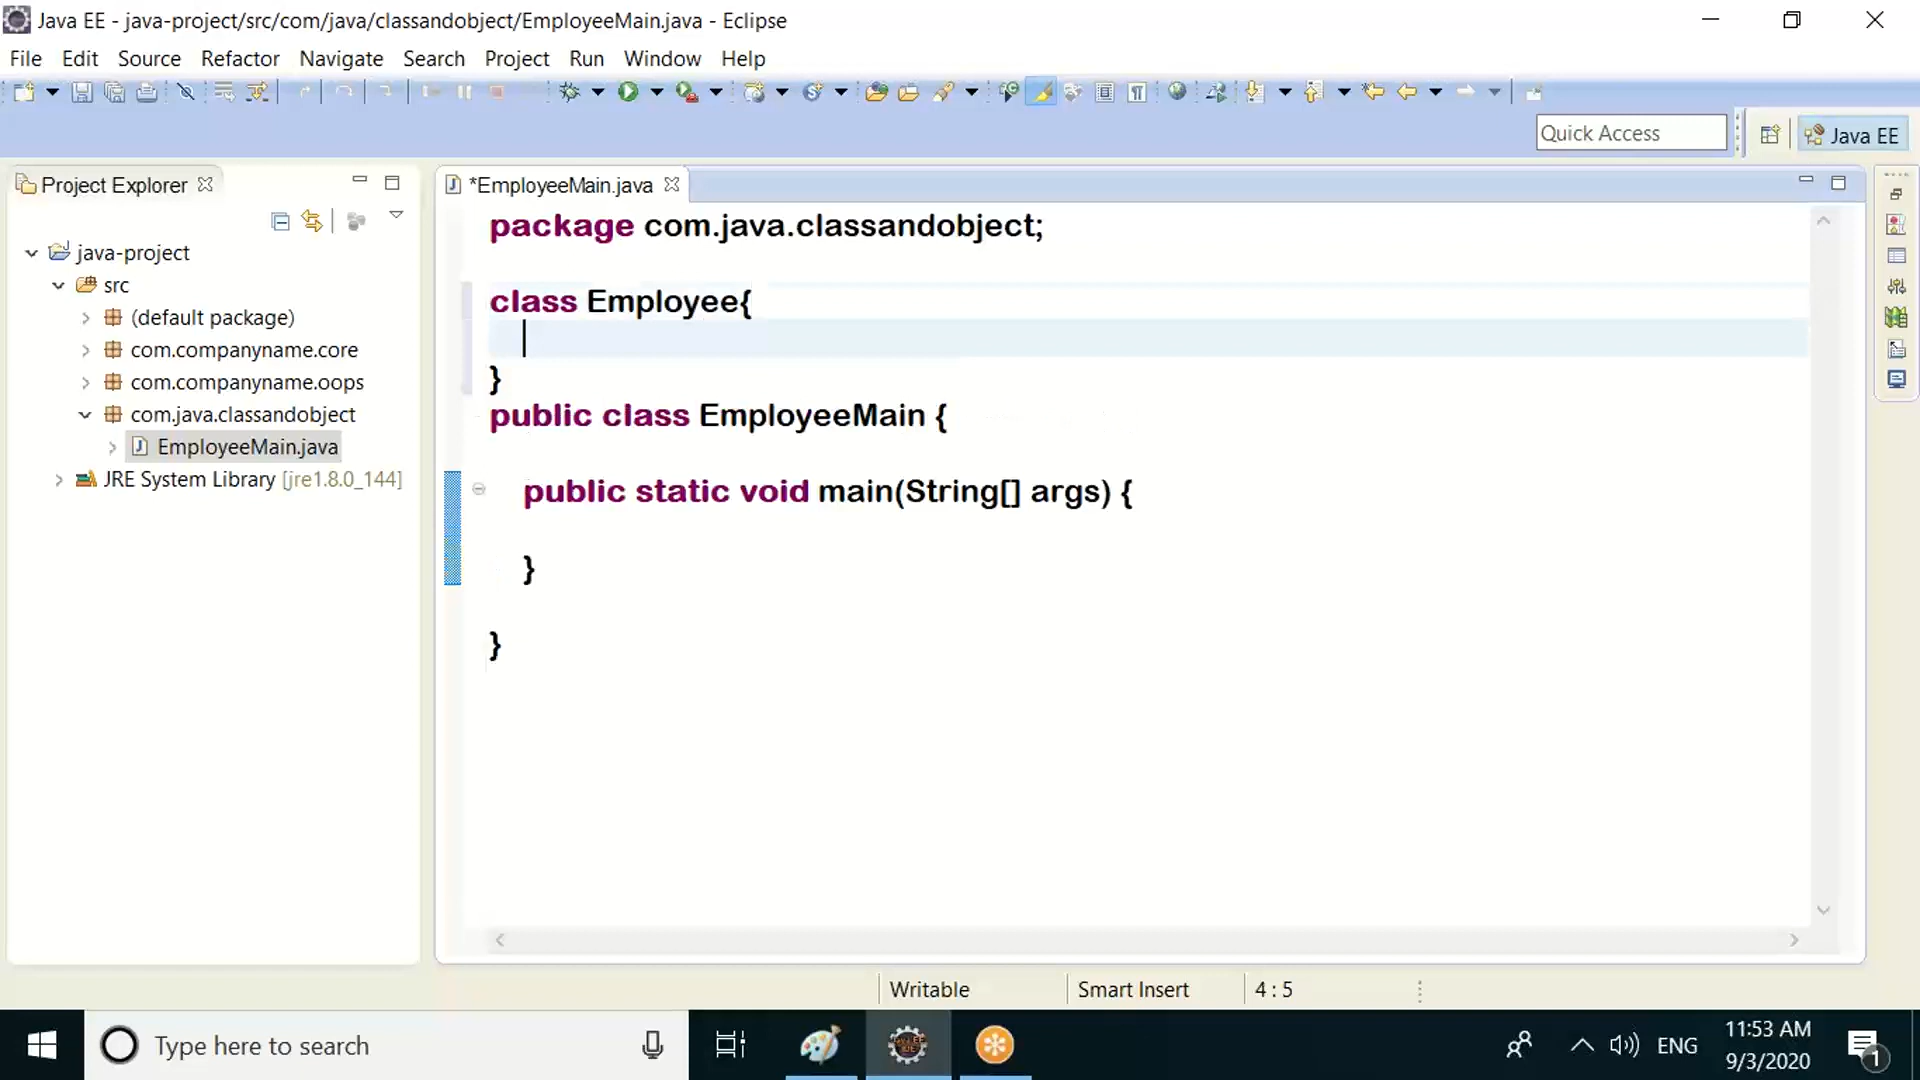 Java EE - java-project/src/com/java/classandobject/EmployeeMain.java - Eclipse
File Edit Source Refactor Navigate Search Project Run Window Help
Quick Access
Java EE
Project Explorer
*EmployeeMain.java
java-project
src
(default package)
com.companyname.core
com.companyname.oops
com.java.classandobject
EmployeeMain.java
JRE System Library [jre1.8.0_144]
package com.java.classandobject;
class Employee{
}
public class EmployeeMain {
public static void main(String[] args) {
}
}
Writable
Smart Insert
4 : 5
Type here to search
ENG
11:53 AM
9/3/2020
1